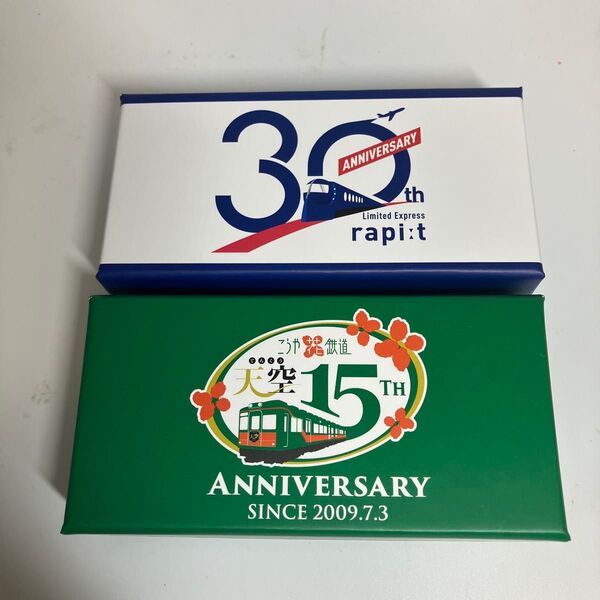 30th
ANNIVERSARY
Limited Express
rapi:t
こうや花鉄道
てんくう
天空 15TH
ANNIVERSARY
SINCE 2009.7.3